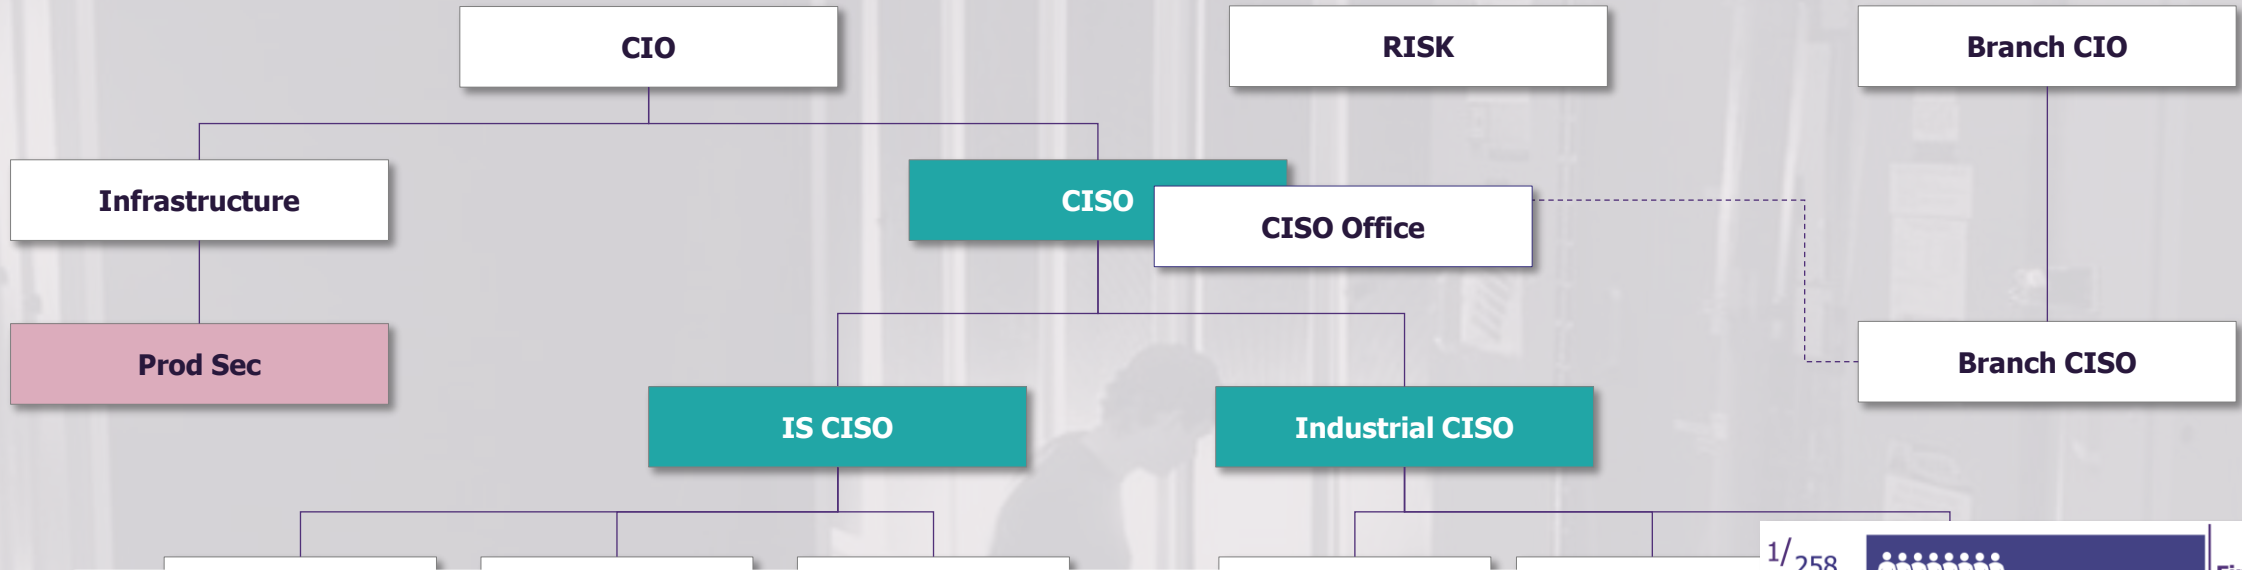 CIO
RISK
Branch CIO
Infrastructure
CISO
CISO Office
Prod Sec
Branch CISO
IS CISO
Industrial CISO
1/258